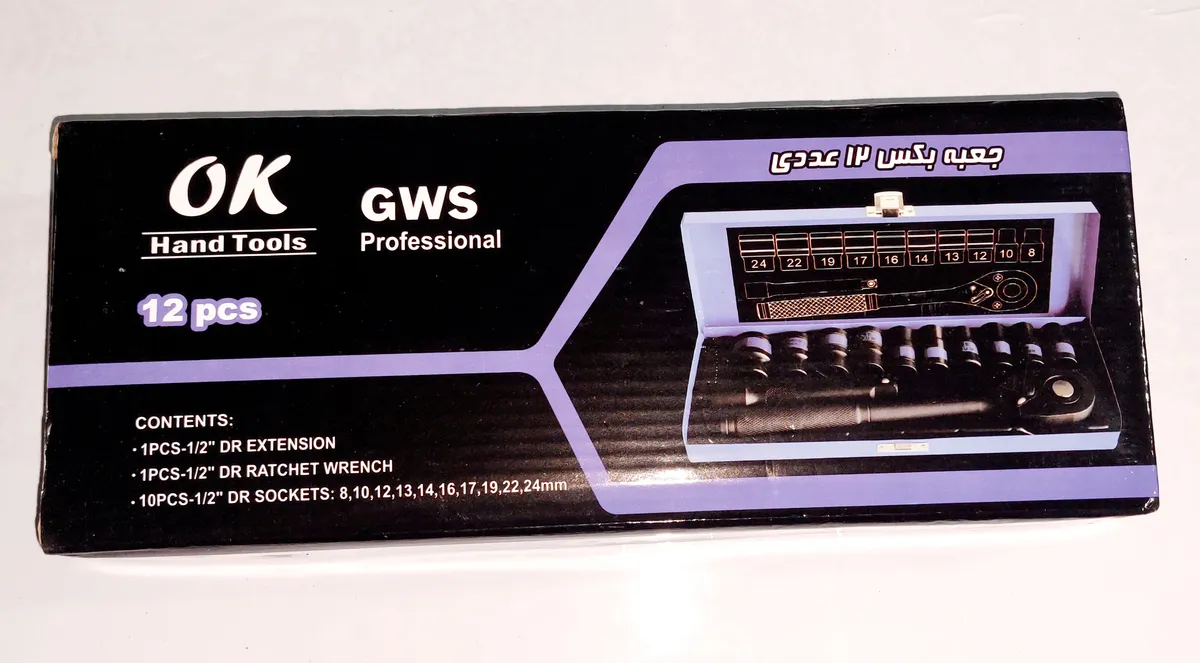 OK
Hand Tools
GWS
Professional
12 pcs
جعبه بکس ۱۲ عددی
24 22 19 17 16 14 13 12 10 8
CONTENTS:
· 1PCS-1/2" DR EXTENSION
· 1PCS-1/2" DR RATCHET WRENCH
· 10PCS-1/2" DR SOCKETS: 8,10,12,13,14,16,17,19,22,24mm